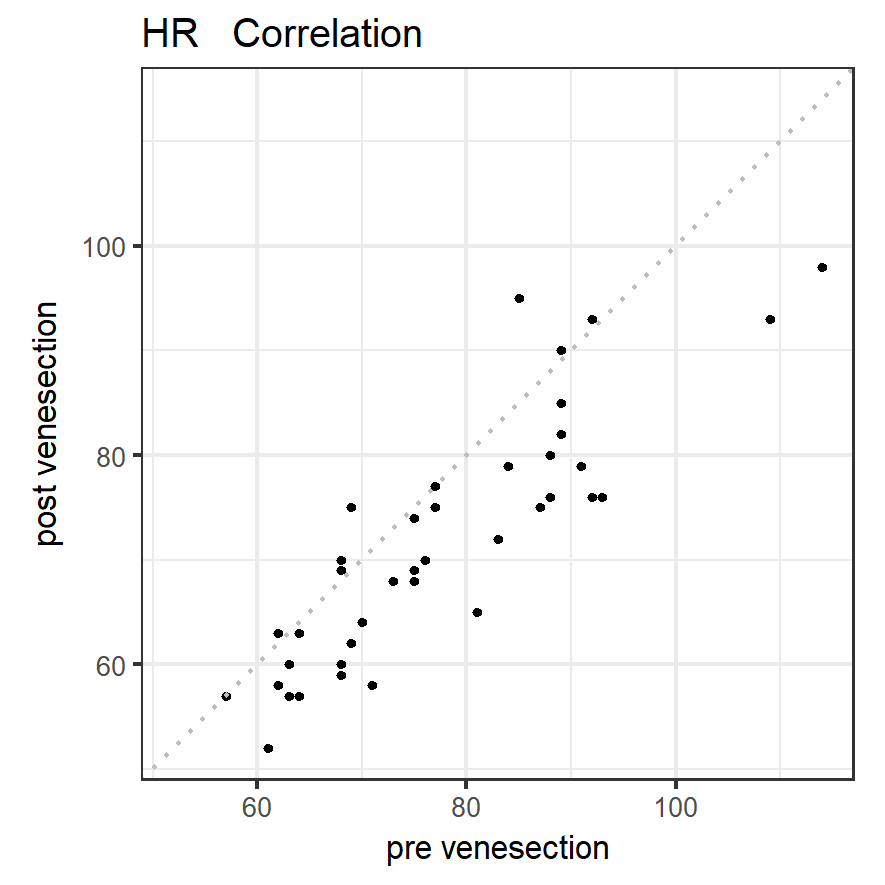 HR   Correlation
100
80
60
post venesection
60 80 100
pre venesection